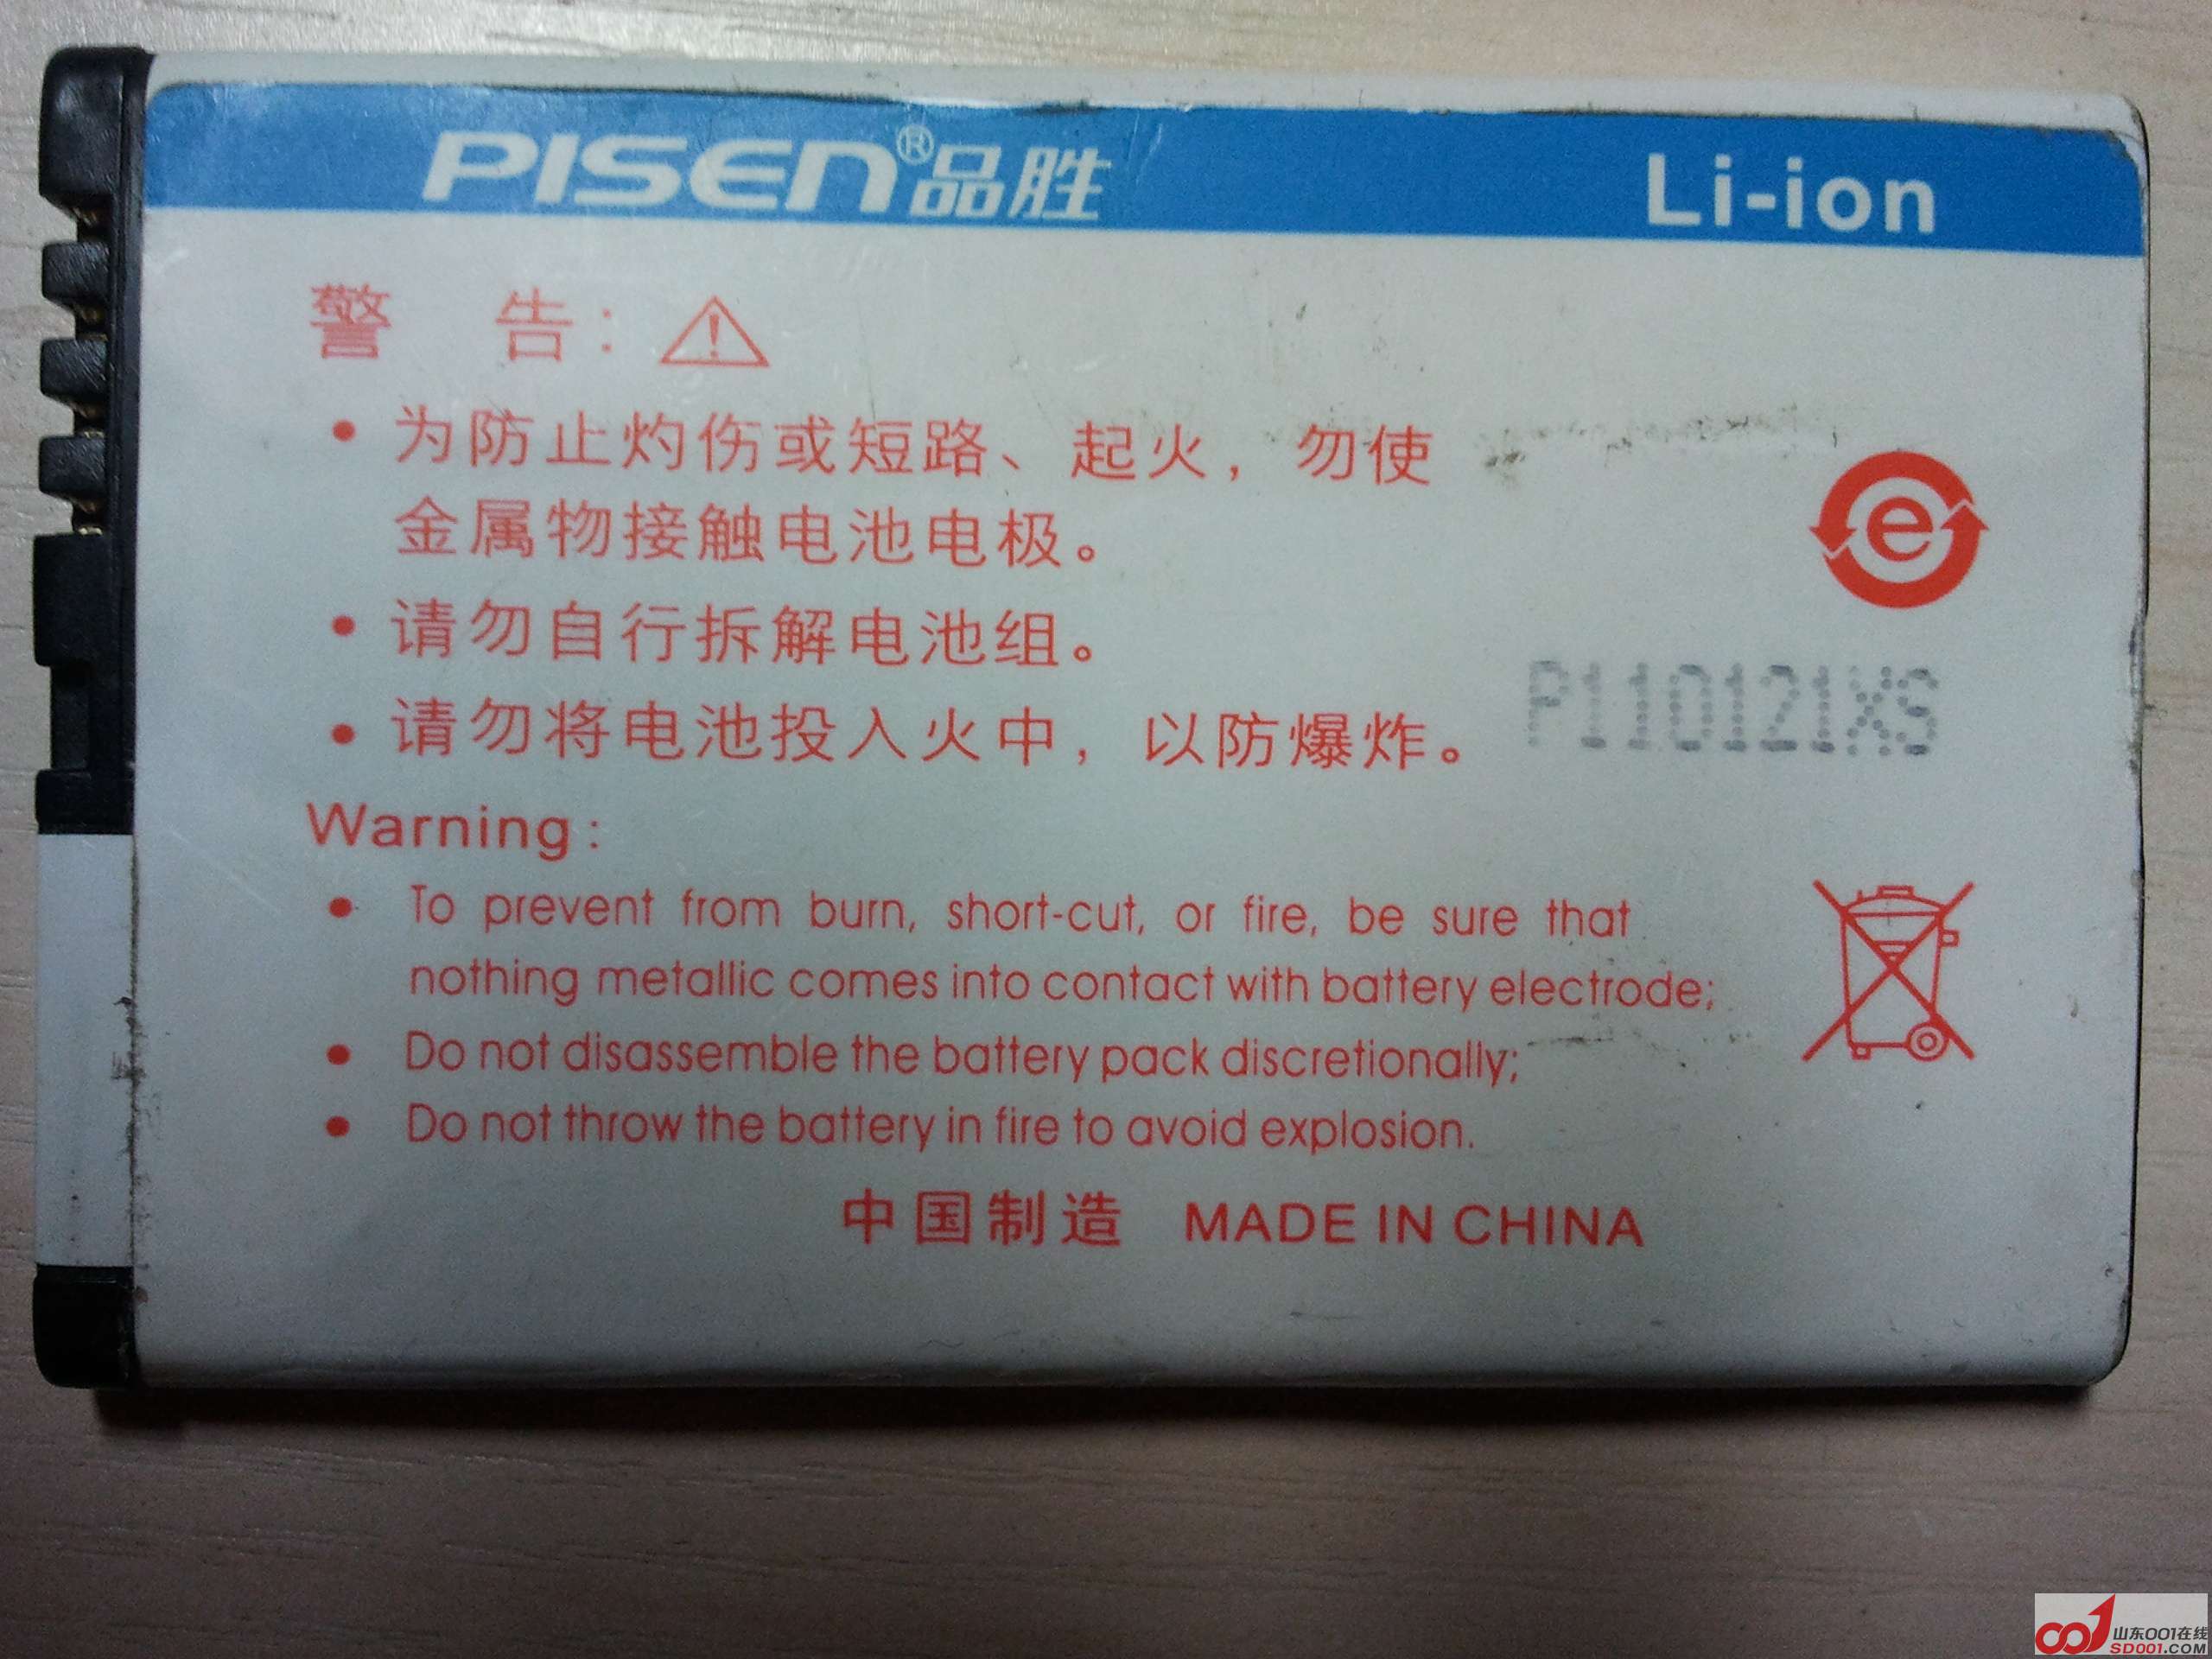 PISEN®品胜 Li-ion
警 告：
• 为防止灼伤或短路、起火，勿使
金属物接触电池电极。
• 请勿自行拆解电池组。
• 请勿将电池投入火中，以防爆炸。
P110121XS
Warning:
• To prevent from burn, short-cut, or fire, be sure that
nothing metallic comes into contact with battery electrode;
• Do not disassemble the battery pack discretionally;
• Do not throw the battery in fire to avoid explosion.
中国制造 MADE IN CHINA
001 山东001在线
SD001.COM